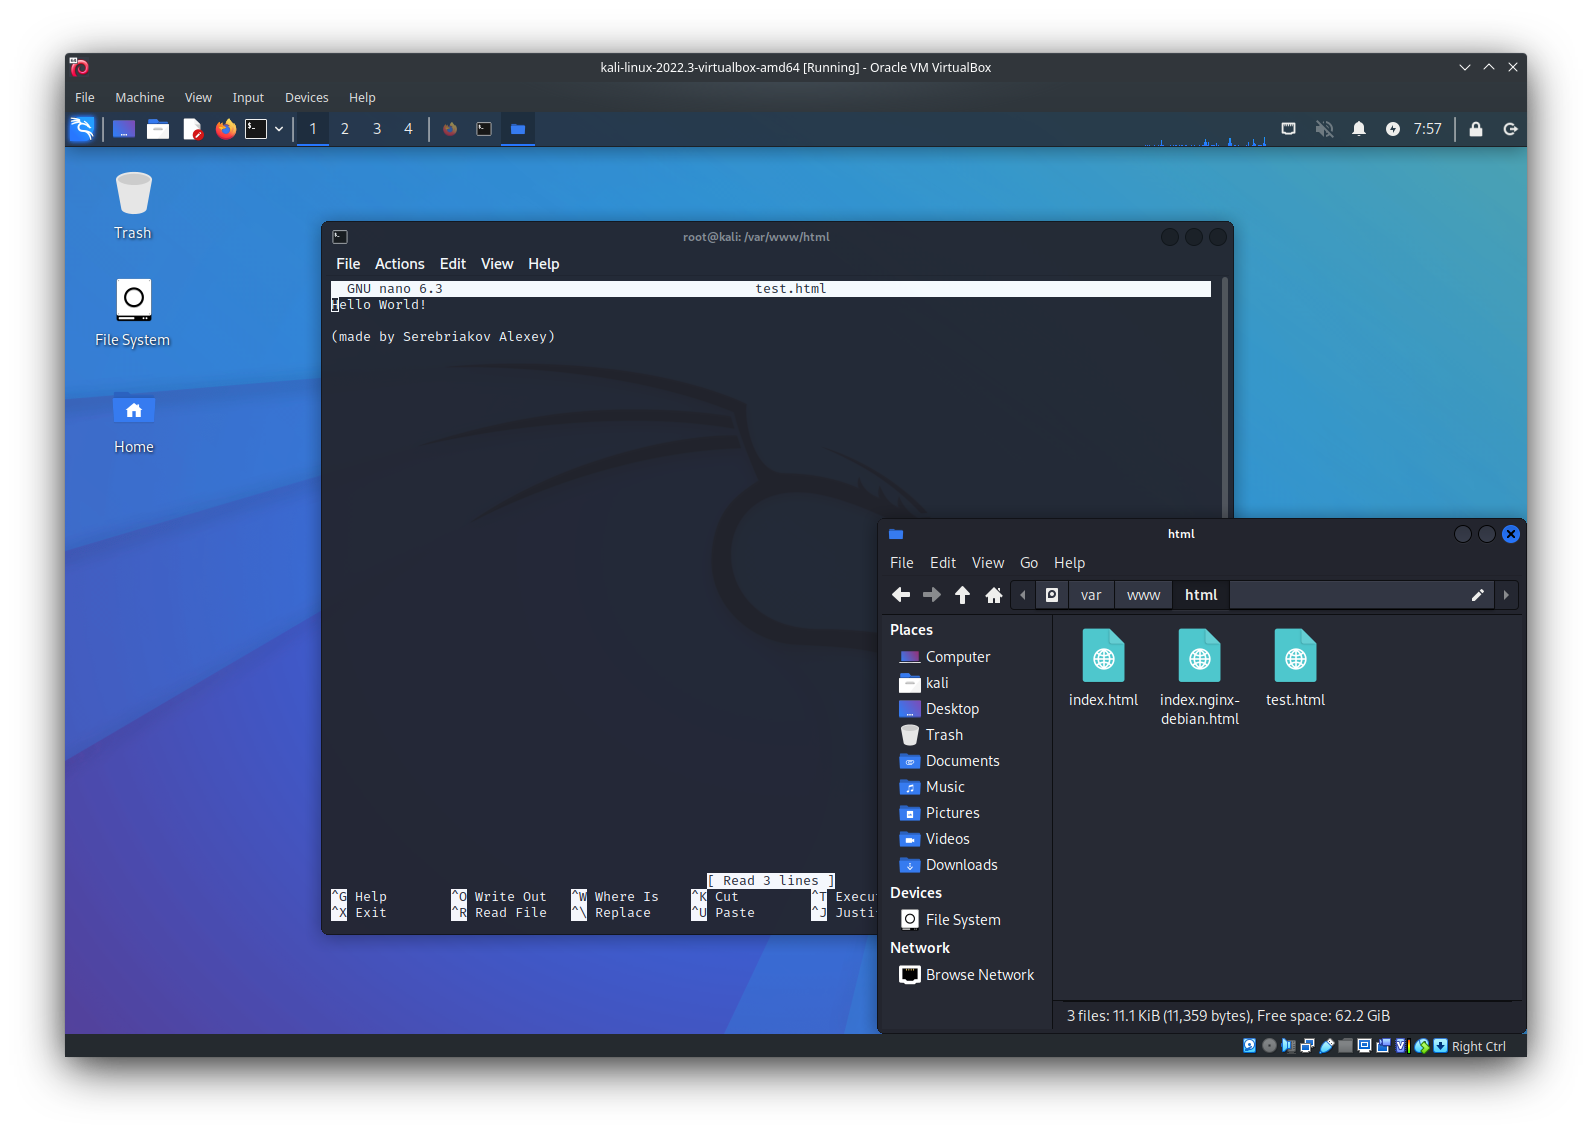 kali-linux-2022.3-virtualbox-amd64 [Running] - Oracle VM VirtualBox
File Machine View Input Devices Help
1 2 3 4 7:57
Trash
File System
Home
root@kali: /var/www/html
File Actions Edit View Help
GNU nano 6.3 test.html
Hello World!
(made by Serebriakov Alexey)
[ Read 3 lines ]
^G Help ^O Write Out ^W Where Is ^K Cut ^T Execu
^X Exit ^R Read File ^\ Replace ^U Paste ^J Justi
html
File Edit View Go Help
var www html
Places
Computer
kali
Desktop
Trash
Documents
Music
Pictures
Videos
Downloads
Devices
File System
Network
Browse Network
index.html
index.nginx-
debian.html
test.html
3 files: 11.1 KiB (11,359 bytes), Free space: 62.2 GiB
Right Ctrl